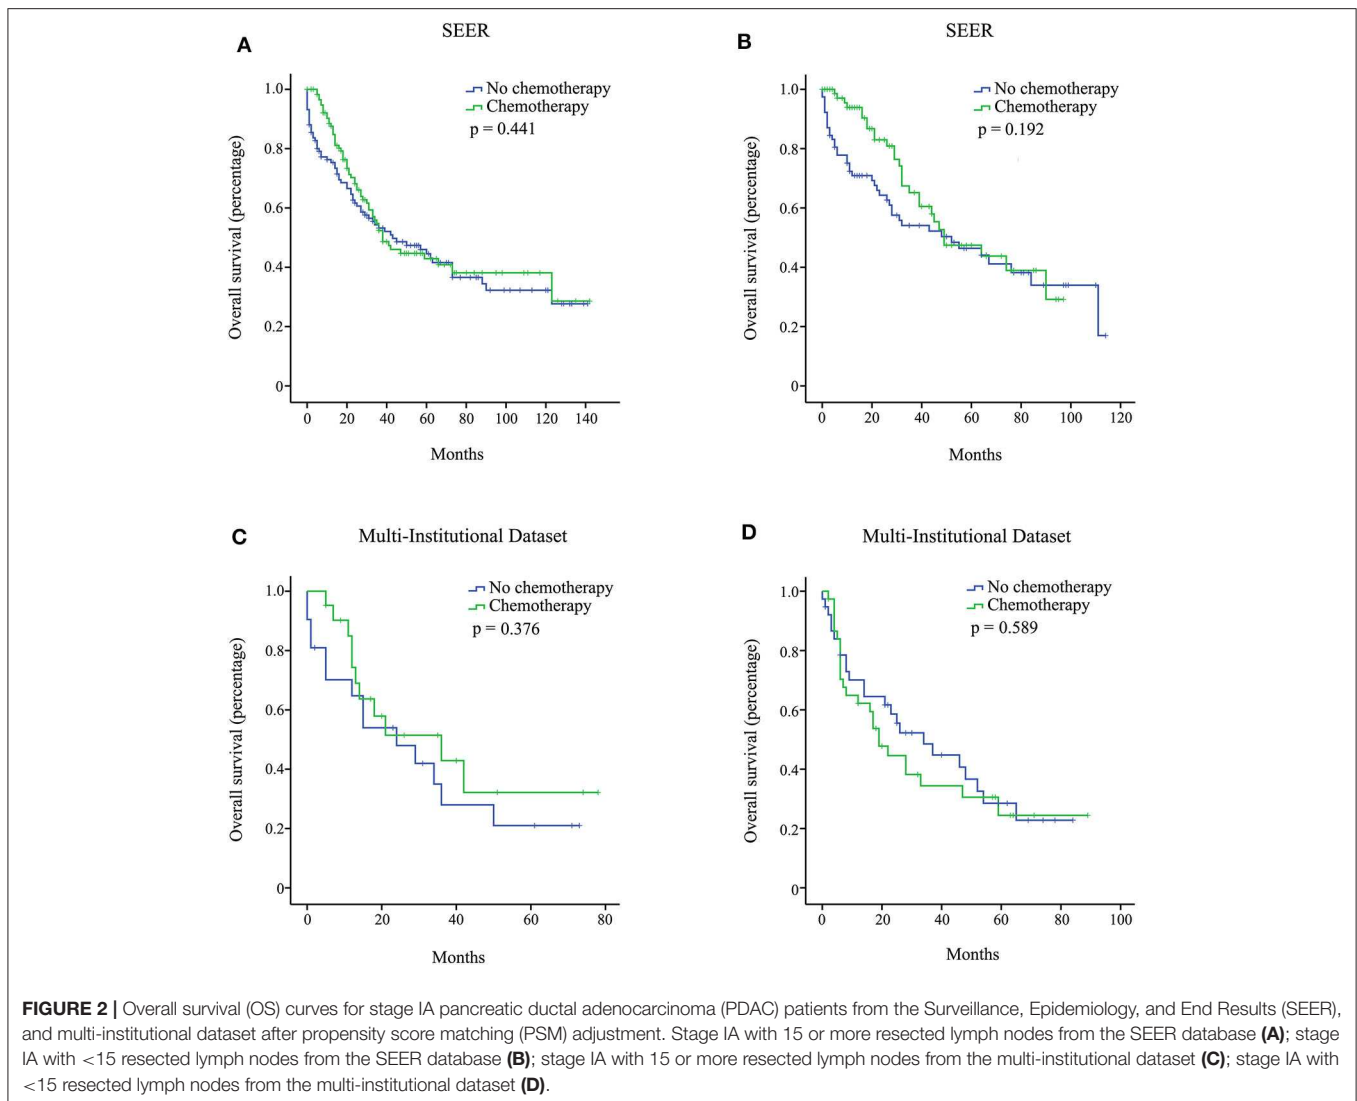 A
SEER
1.0
0.8
0.6
0.4
0.2
0
Overall survival (percentage)
No chemotherapy
Chemotherapy
p = 0.441
0 20 40 60 80 100 120 140
Months
B
SEER
1.0
0.8
0.6
0.4
0.2
0
Overall survival (percentage)
No chemotherapy
Chemotherapy
p = 0.192
0 20 40 60 80 100 120
Months
C
Multi-Institutional Dataset
1.0
0.8
0.6
0.4
0.2
0
Overall survival (percentage)
No chemotherapy
Chemotherapy
p = 0.376
0 20 40 60 80
Months
D
Multi-Institutional Dataset
1.0
0.8
0.6
0.4
0.2
0
Overall survival (percentage)
No chemotherapy
Chemotherapy
p = 0.589
0 20 40 60 80 100
Months
FIGURE 2 | Overall survival (OS) curves for stage IA pancreatic ductal adenocarcinoma (PDAC) patients from the Surveillance, Epidemiology, and End Results (SEER),
and multi-institutional dataset after propensity score matching (PSM) adjustment. Stage IA with 15 or more resected lymph nodes from the SEER database (A); stage
IA with <15 resected lymph nodes from the SEER database (B); stage IA with 15 or more resected lymph nodes from the multi-institutional dataset (C); stage IA with
<15 resected lymph nodes from the multi-institutional dataset (D).